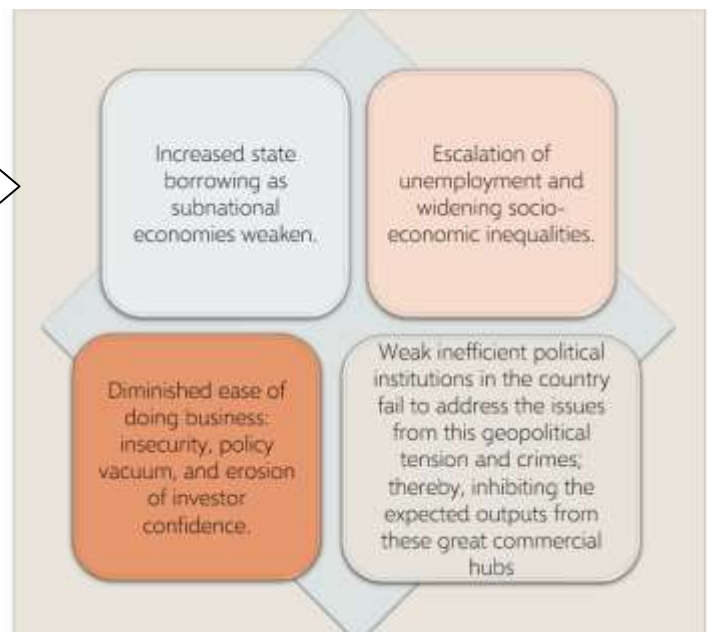 Increased state
borrowing as
subnational
economies weaken.
Escalation of
unemployment and
widening socio-
economic inequalities.
Diminished ease of
doing business:
insecurity, policy
vacuum, and erosion
of investor
confidence.
Weak inefficient political
institutions in the country
fail to address the issues
from this geopolitical
tension and crimes;
thereby, inhibiting the
expected outputs from
these great commercial
hubs